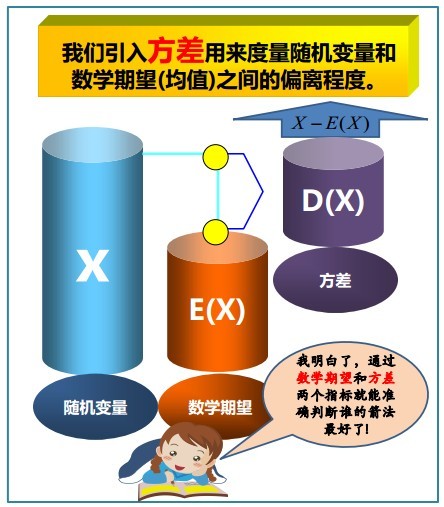 我们引入方差用来度量随机变量和
数学期望(均值)之间的偏离程度。
X－E(X)
D(X)
X
E(X)
方差
随机变量
数学期望
我明白了，通过
数学期望和方差
两个指标就能准
确判断谁的箭法
最好了!